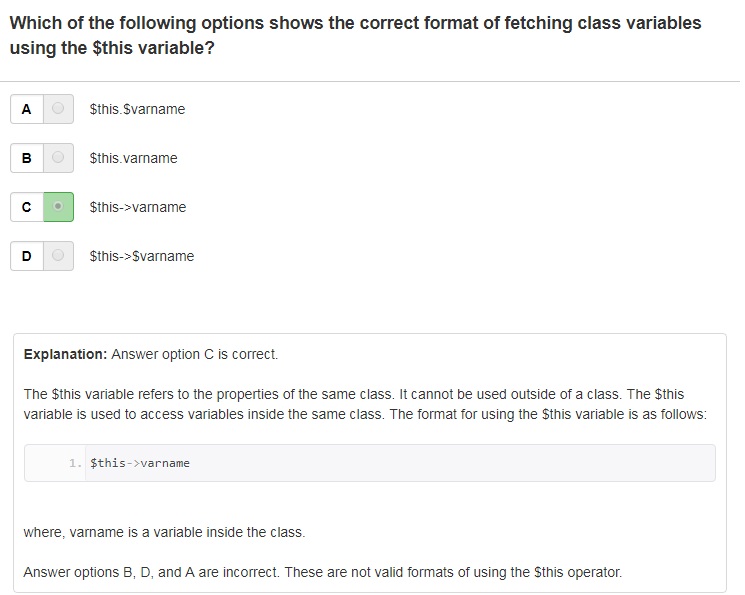 Which of the following options shows the correct format of fetching class variables
using the $this variable?
A $this.$varname
B $this.varname
C $this->varname
D $this->$varname
Explanation: Answer option C is correct.
The $this variable refers to the properties of the same class. It cannot be used outside of a class. The $this
variable is used to access variables inside the same class. The format for using the $this variable is as follows:
1. $this->varname
where, varname is a variable inside the class.
Answer options B, D, and A are incorrect. These are not valid formats of using the $this operator.